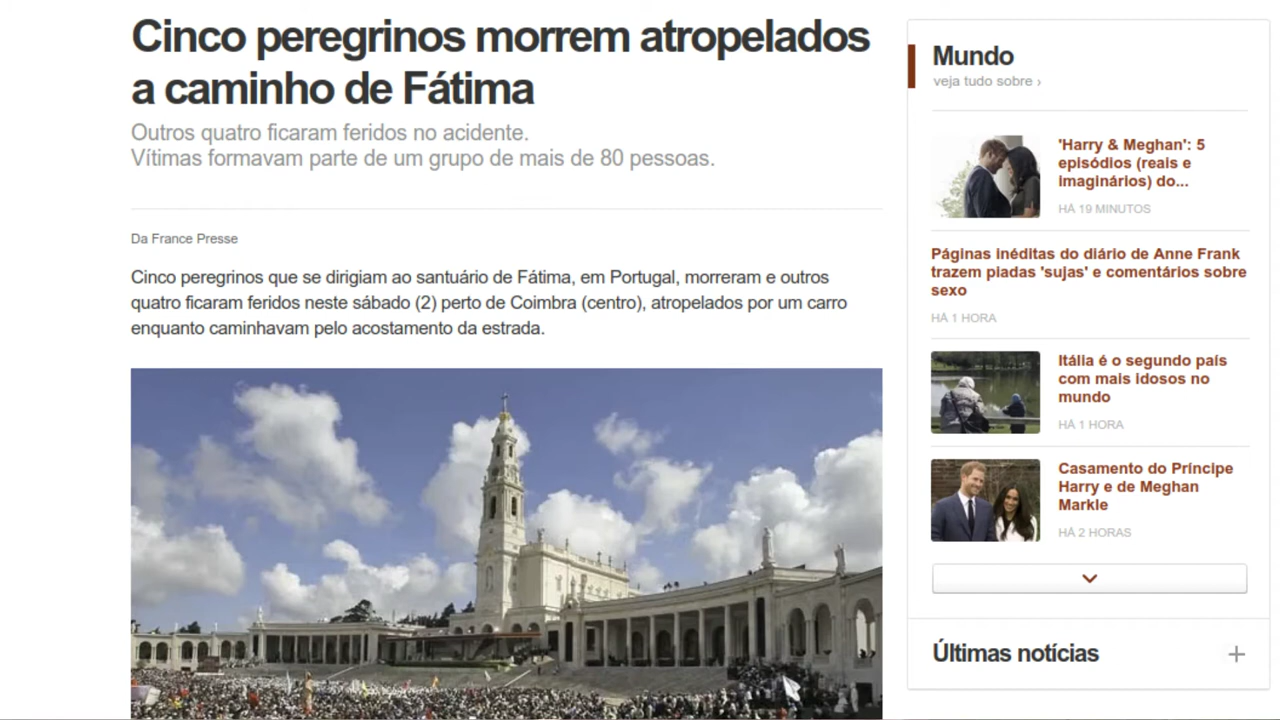 Cinco peregrinos morrem atropelados
a caminho de Fátima
Outros quatro ficaram feridos no acidente.
Vítimas formavam parte de um grupo de mais de 80 pessoas.
Da France Presse
Cinco peregrinos que se dirigiam ao santuário de Fátima, em Portugal, morreram e outros
quatro ficaram feridos neste sábado (2) perto de Coimbra (centro), atropelados por um carro
enquanto caminhavam pelo acostamento da estrada.
Mundo
veja tudo sobre ›
'Harry & Meghan': 5
episódios (reais e
imaginários) do...
HÁ 19 MINUTOS
Páginas inéditas do diário de Anne Frank
trazem piadas 'sujas' e comentários sobre
sexo
HÁ 1 HORA
Itália é o segundo país
com mais idosos no
mundo
HÁ 1 HORA
Casamento do Príncipe
Harry e de Meghan
Markle
HÁ 2 HORAS
Últimas notícias +